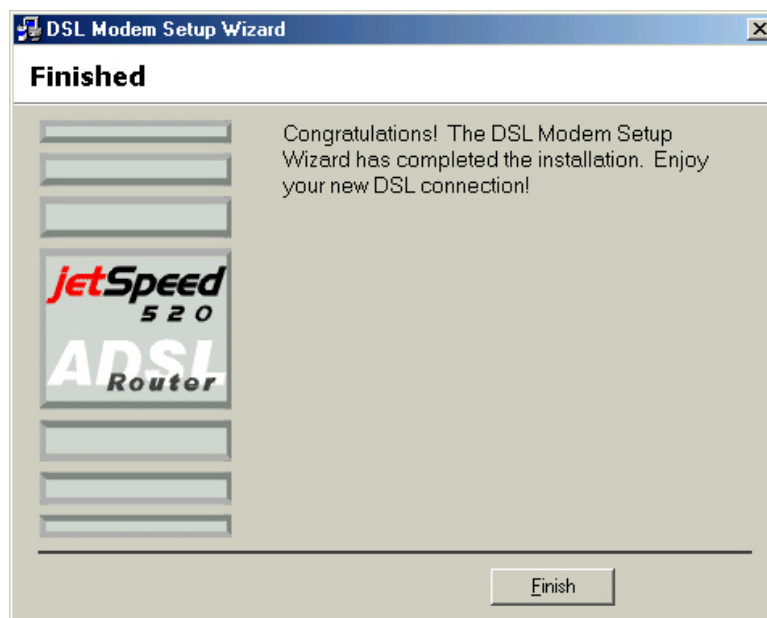 DSL Modem Setup Wizard
Finished
Congratulations! The DSL Modem Setup
Wizard has completed the installation. Enjoy
your new DSL connection!
jetSpeed
520
ADSL
Router
Finish